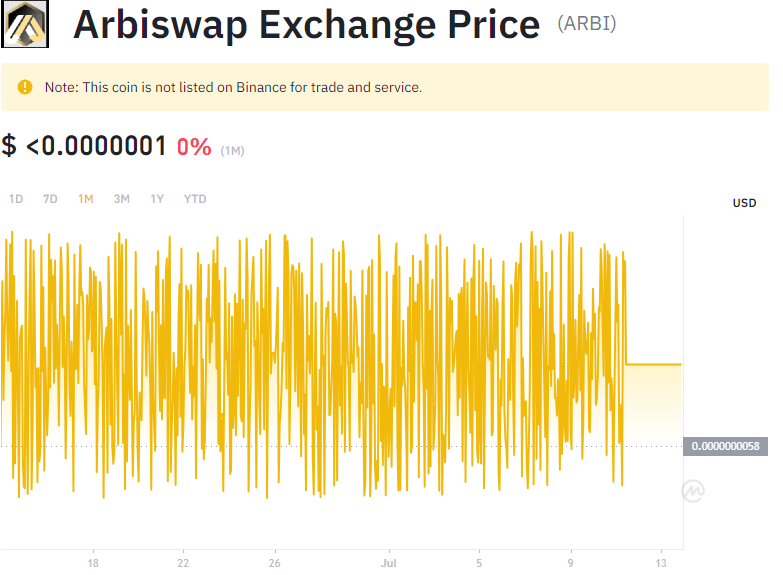 Arbiswap Exchange Price (ARBI)
Note: This coin is not listed on Binance for trade and service.
$ <0.0000001 0% (1M)
1D 7D 1M 3M 1Y YTD
USD
0.0000000058
18 22 26 Jul 5 9 13